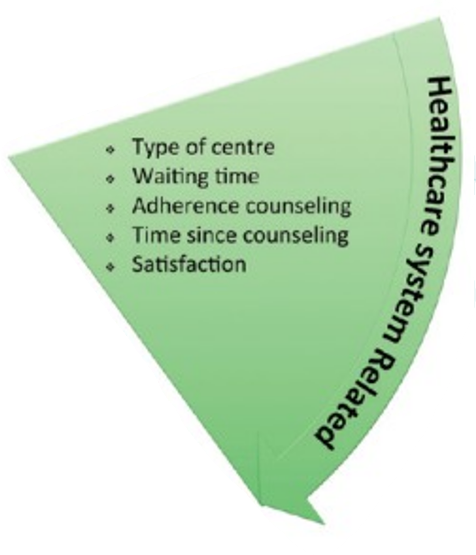 Type of centre
Waiting time
Adherence counseling
Time since counseling
Satisfaction
Healthcare system Related